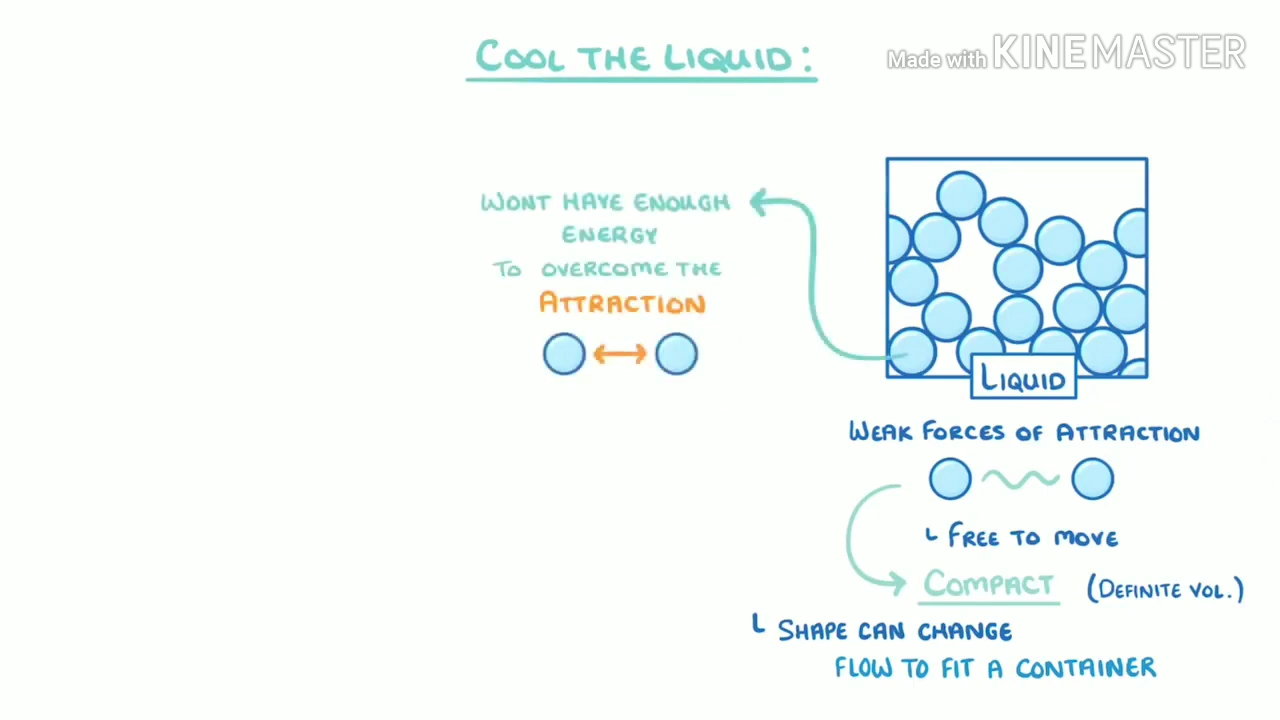 COOL THE LIQUID:
Made with KINEMASTER
WONT HAVE ENOUGH
ENERGY
TO OVERCOME THE
ATTRACTION
LIQUID
WEAK FORCES OF ATTRACTION
FREE TO MOVE
COMPACT (DEFINITE VOL.)
SHAPE CAN CHANGE
FLOW TO FIT A CONTAINER